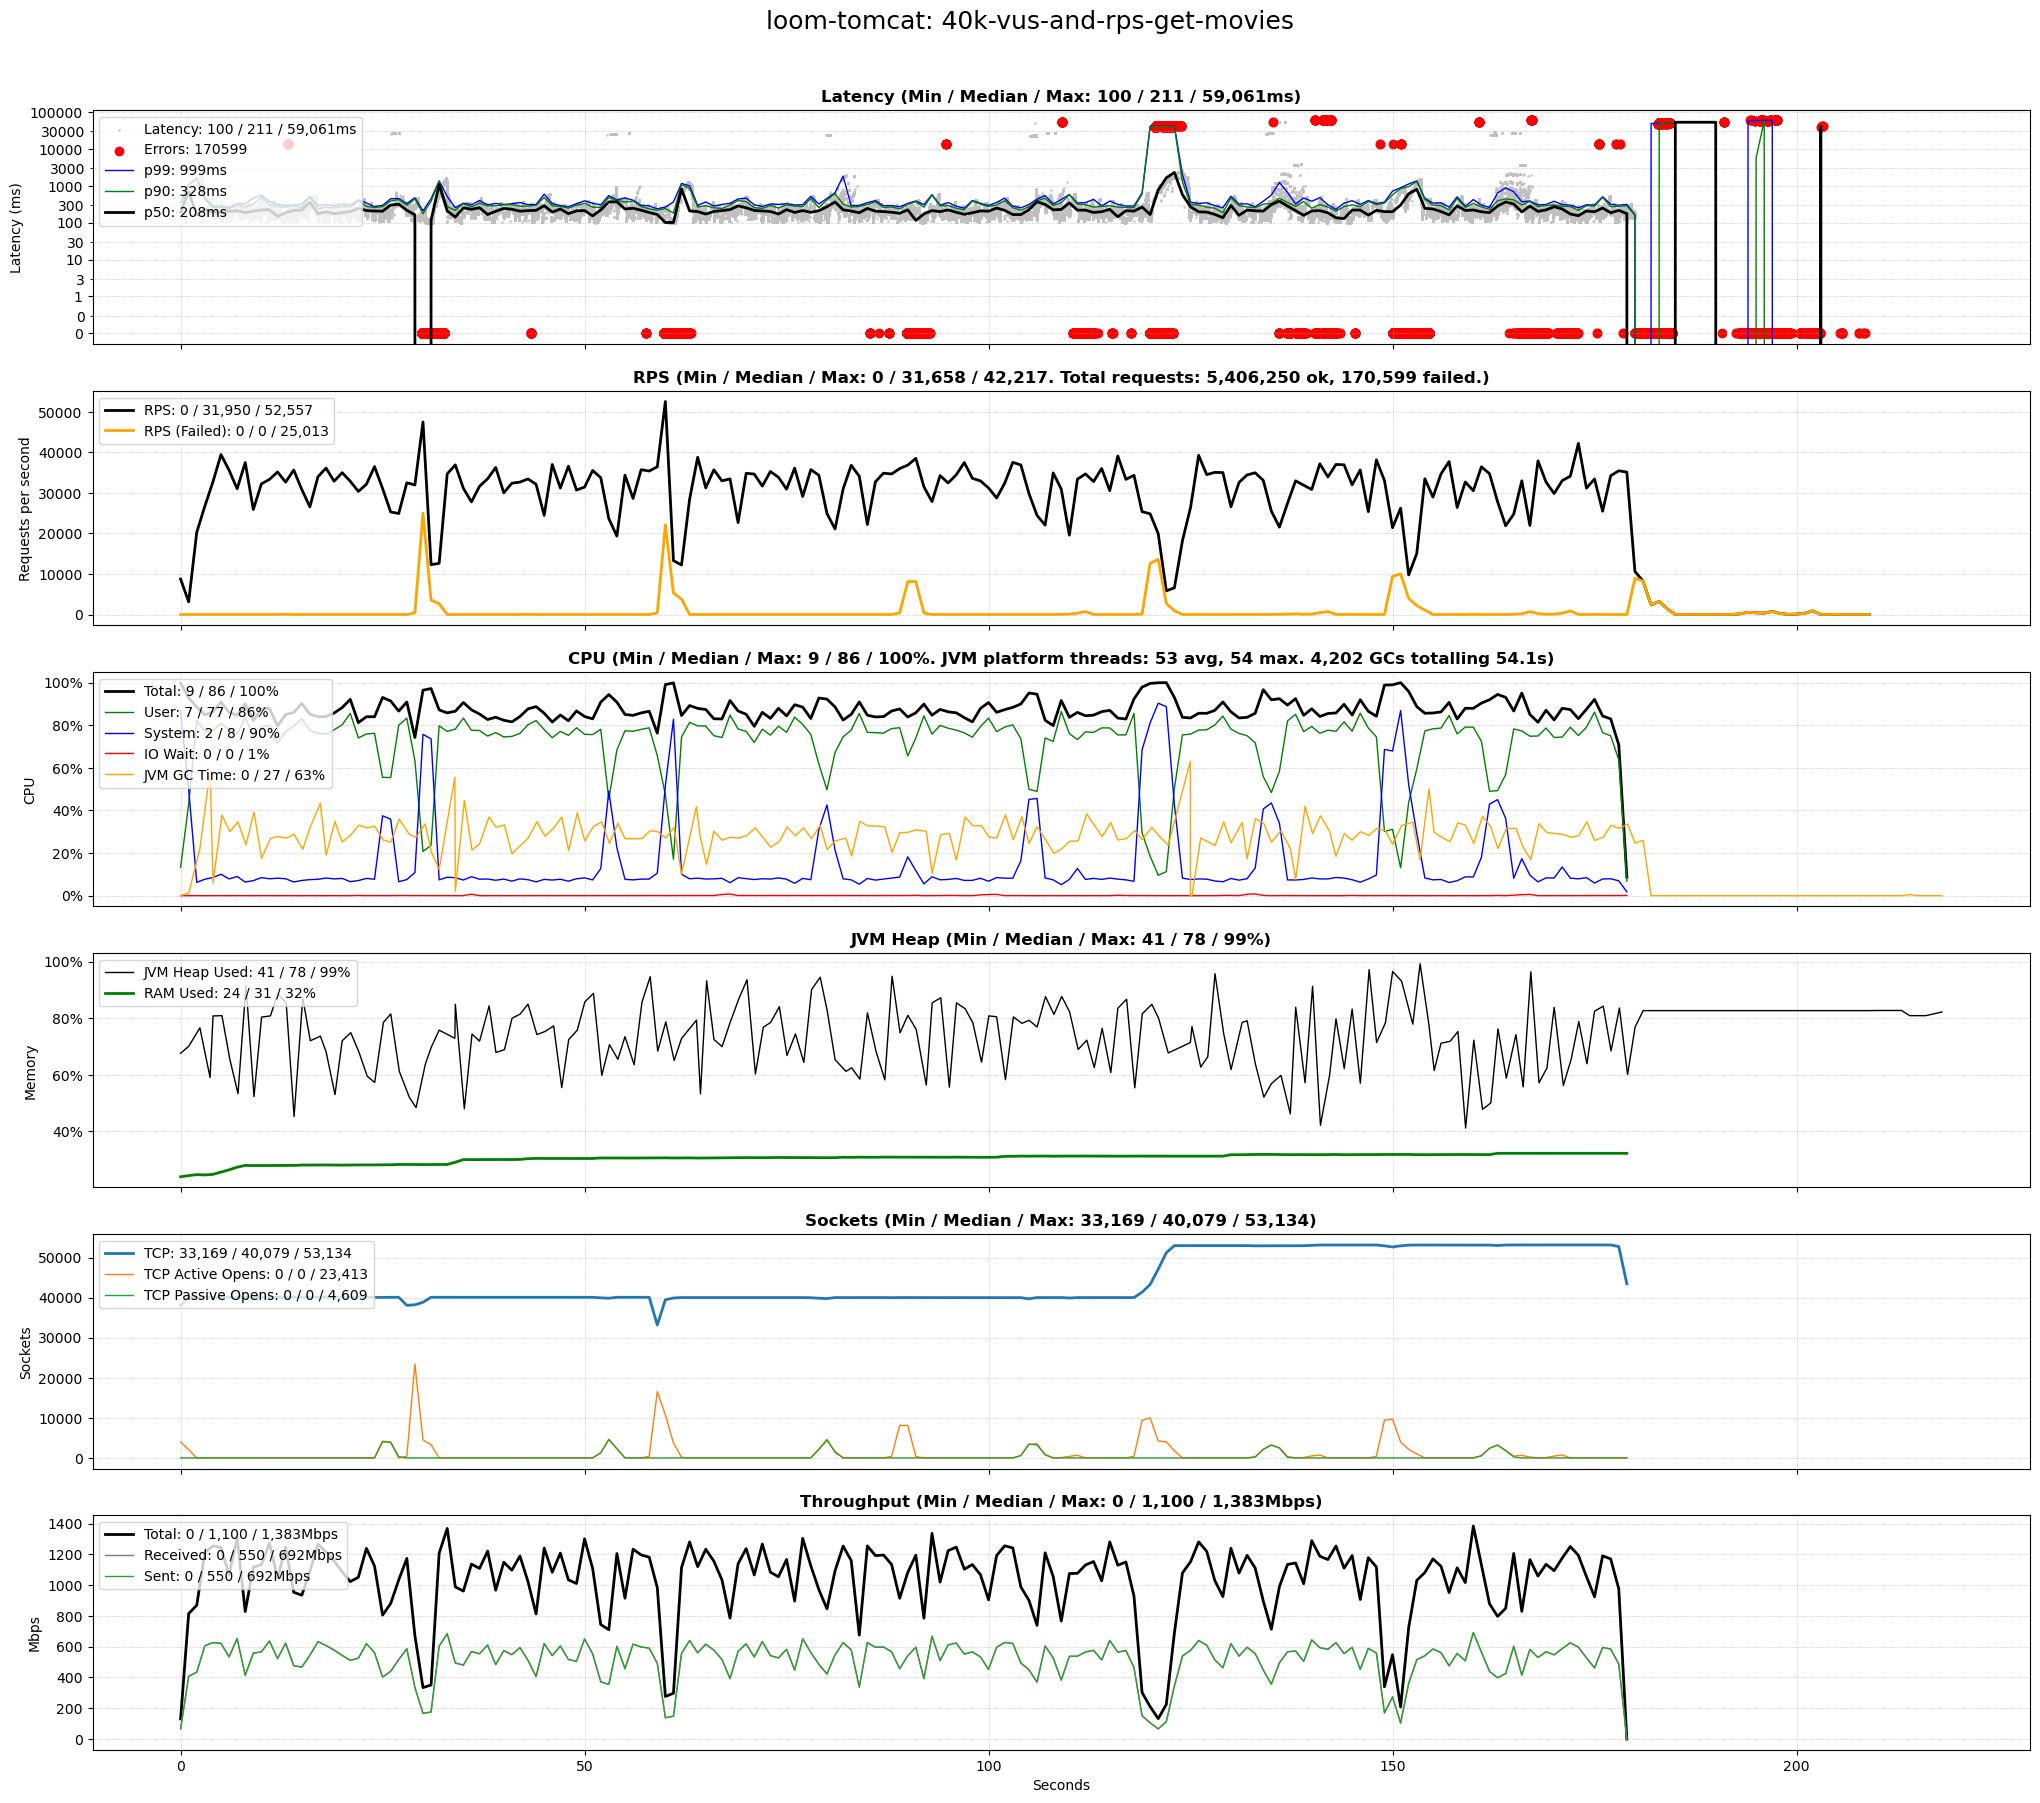 loom-tomcat: 40k-vus-and-rps-get-movies
Latency (Min / Median / Max: 100 / 211 / 59,061ms)
Latency (ms)
100000
30000
10000
3000
1000
300
100
30
10
3
1
0
0
Latency: 100 / 211 / 59,061ms
Errors: 170599
p99: 999ms
p90: 328ms
p50: 208ms
RPS (Min / Median / Max: 0 / 31,658 / 42,217. Total requests: 5,406,250 ok, 170,599 failed.)
Requests per second
50000
40000
30000
20000
10000
0
RPS: 0 / 31,950 / 52,557
RPS (Failed): 0 / 0 / 25,013
CPU (Min / Median / Max: 9 / 86 / 100%. JVM platform threads: 53 avg, 54 max. 4,202 GCs totalling 54.1s)
CPU
100%
80%
60%
40%
20%
0%
Total: 9 / 86 / 100%
User: 7 / 77 / 86%
System: 2 / 8 / 90%
IO Wait: 0 / 0 / 1%
JVM GC Time: 0 / 27 / 63%
JVM Heap (Min / Median / Max: 41 / 78 / 99%)
Memory
100%
80%
60%
40%
JVM Heap Used: 41 / 78 / 99%
RAM Used: 24 / 31 / 32%
Sockets (Min / Median / Max: 33,169 / 40,079 / 53,134)
Sockets
50000
40000
30000
20000
10000
0
TCP: 33,169 / 40,079 / 53,134
TCP Active Opens: 0 / 0 / 23,413
TCP Passive Opens: 0 / 0 / 4,609
Throughput (Min / Median / Max: 0 / 1,100 / 1,383Mbps)
Mbps
1400
1200
1000
800
600
400
200
0
Total: 0 / 1,100 / 1,383Mbps
Received: 0 / 550 / 692Mbps
Sent: 0 / 550 / 692Mbps
0 50 100 150 200
Seconds